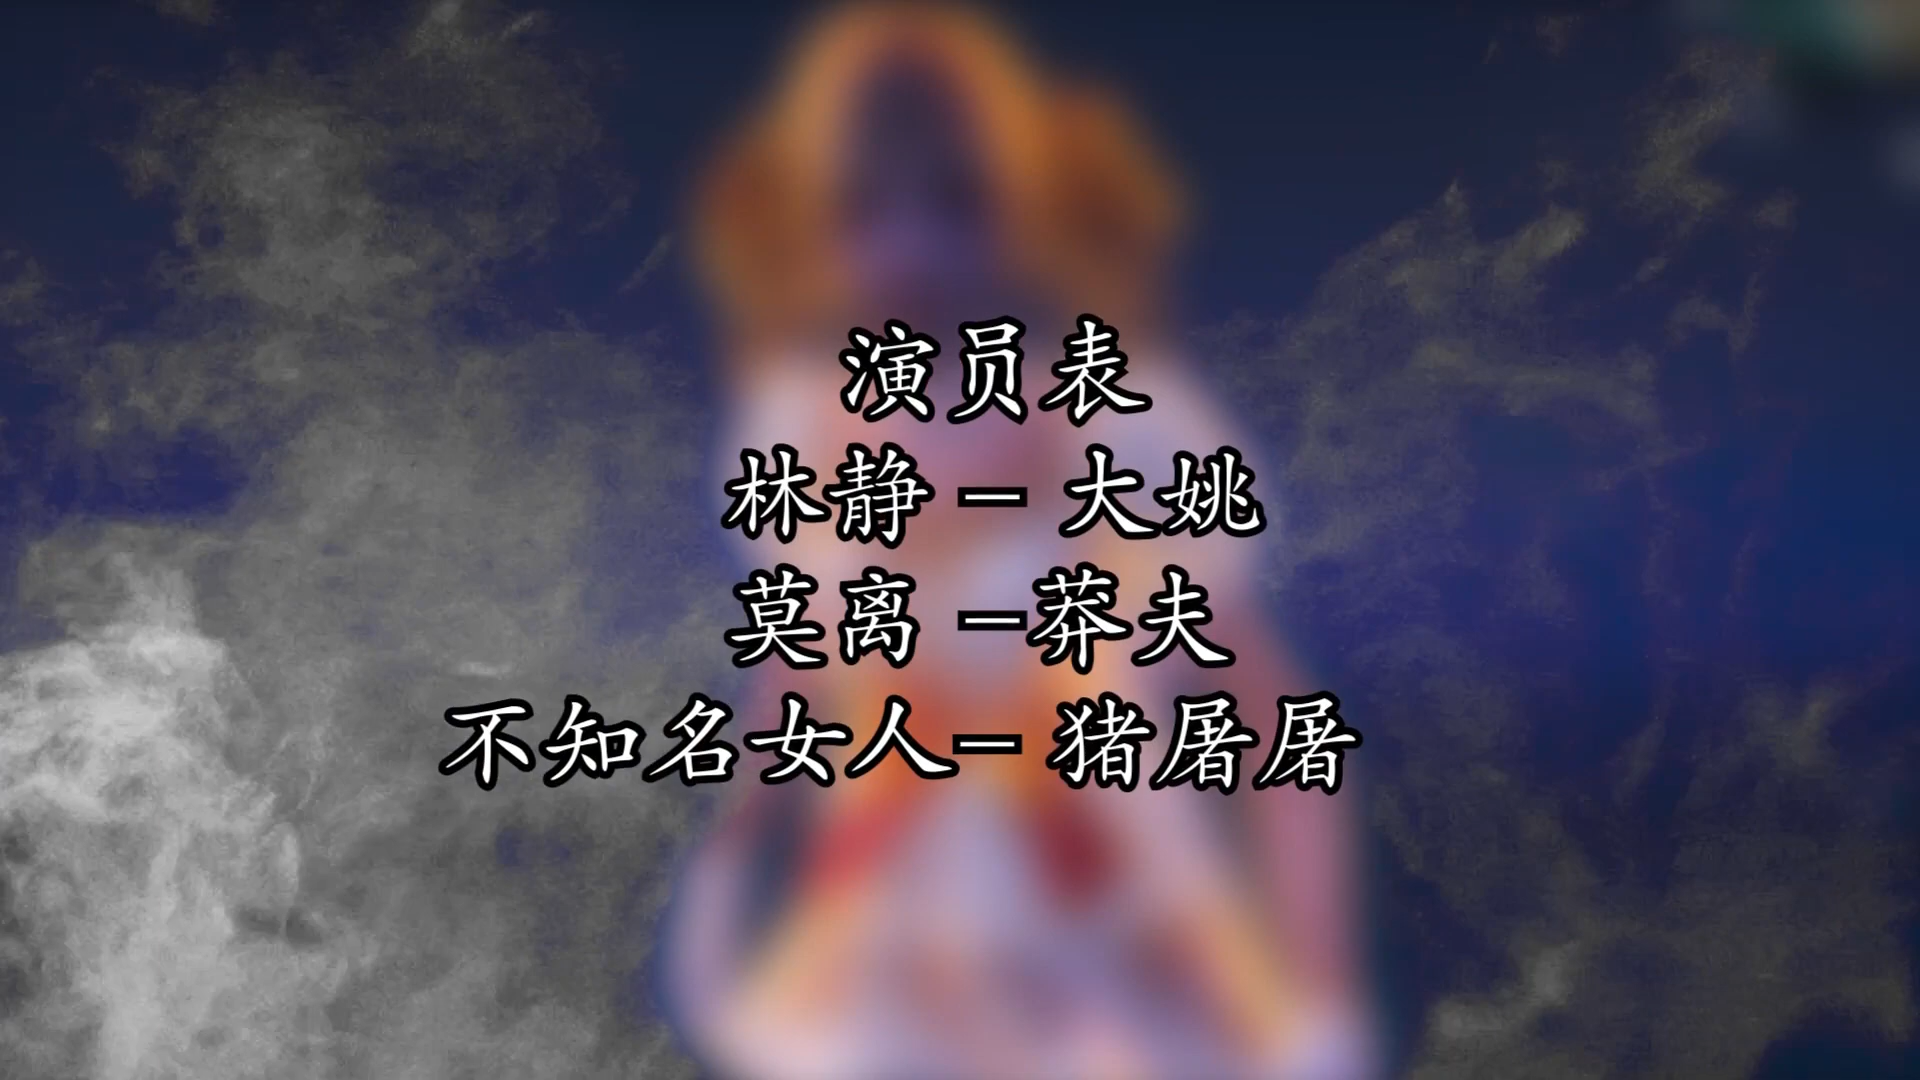 演员表
林静 – 大姚
莫离 –莽夫
不知名女人– 猪屠屠